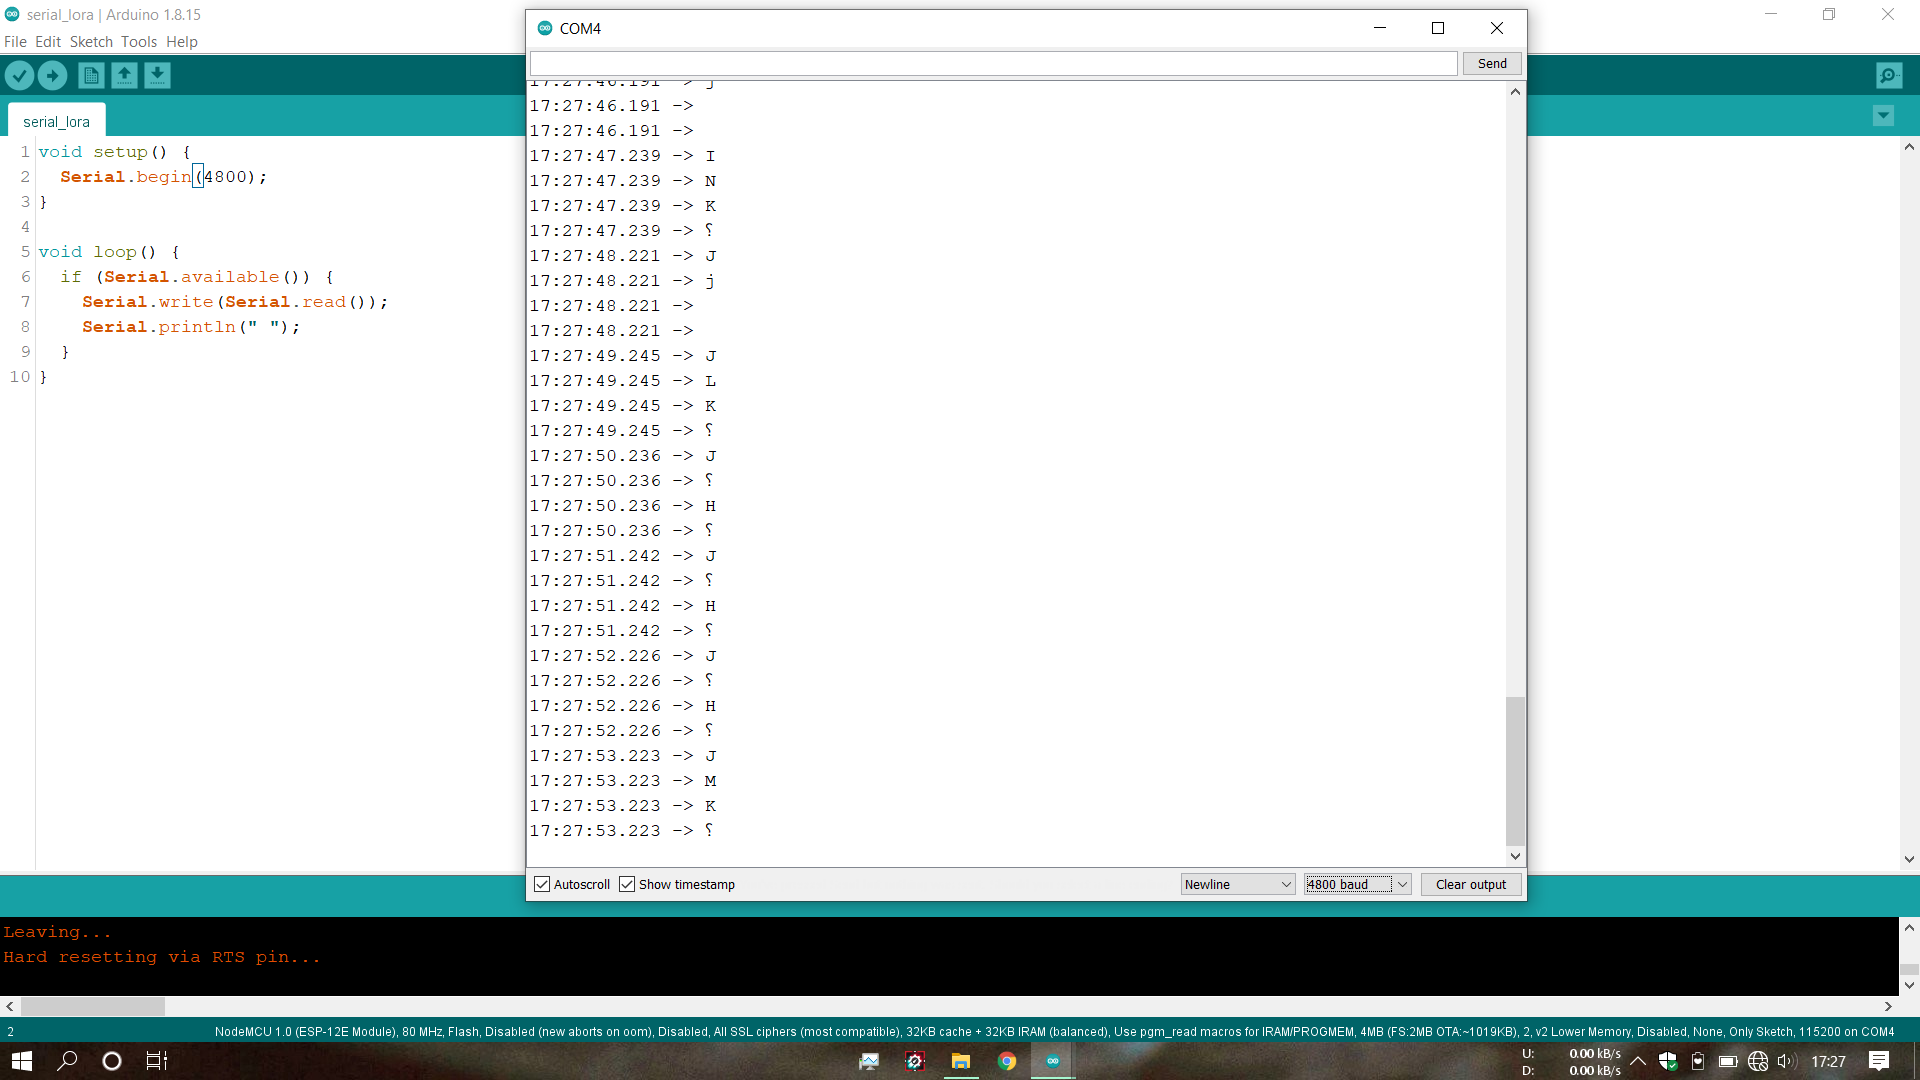 serial_lora | Arduino 1.8.15
File Edit Sketch Tools Help
serial_lora
1 void setup() {
2 Serial.begin(4800);
3 }
4
5 void loop() {
6 if (Serial.available()) {
7 Serial.write(Serial.read());
8 Serial.println(" ");
9 }
10 }
COM4
Send
17:27:46.191 -> j
17:27:46.191 ->
17:27:46.191 ->
17:27:47.239 -> I
17:27:47.239 -> N
17:27:47.239 -> K
17:27:47.239 -> ⸮
17:27:48.221 -> J
17:27:48.221 -> j
17:27:48.221 ->
17:27:48.221 ->
17:27:49.245 -> J
17:27:49.245 -> L
17:27:49.245 -> K
17:27:49.245 -> ⸮
17:27:50.236 -> J
17:27:50.236 -> ⸮
17:27:50.236 -> H
17:27:50.236 -> ⸮
17:27:51.242 -> J
17:27:51.242 -> ⸮
17:27:51.242 -> H
17:27:51.242 -> ⸮
17:27:52.226 -> J
17:27:52.226 -> ⸮
17:27:52.226 -> H
17:27:52.226 -> ⸮
17:27:53.223 -> J
17:27:53.223 -> M
17:27:53.223 -> K
17:27:53.223 -> ⸮
Autoscroll Show timestamp Newline 4800 baud Clear output
Leaving...
Hard resetting via RTS pin...
2 NodeMCU 1.0 (ESP-12E Module), 80 MHz, Flash, Disabled (new aborts on oom), Disabled, All SSL ciphers (most compatible), 32KB cache + 32KB IRAM (balanced), Use pgm_read macros for IRAM/PROGMEM, 4MB (FS:2MB OTA:~1019KB), 2, v2 Lower Memory, Disabled, None, Only Sketch, 115200 on COM4
U: 0.00 kB/s
D: 0.00 kB/s
17:27